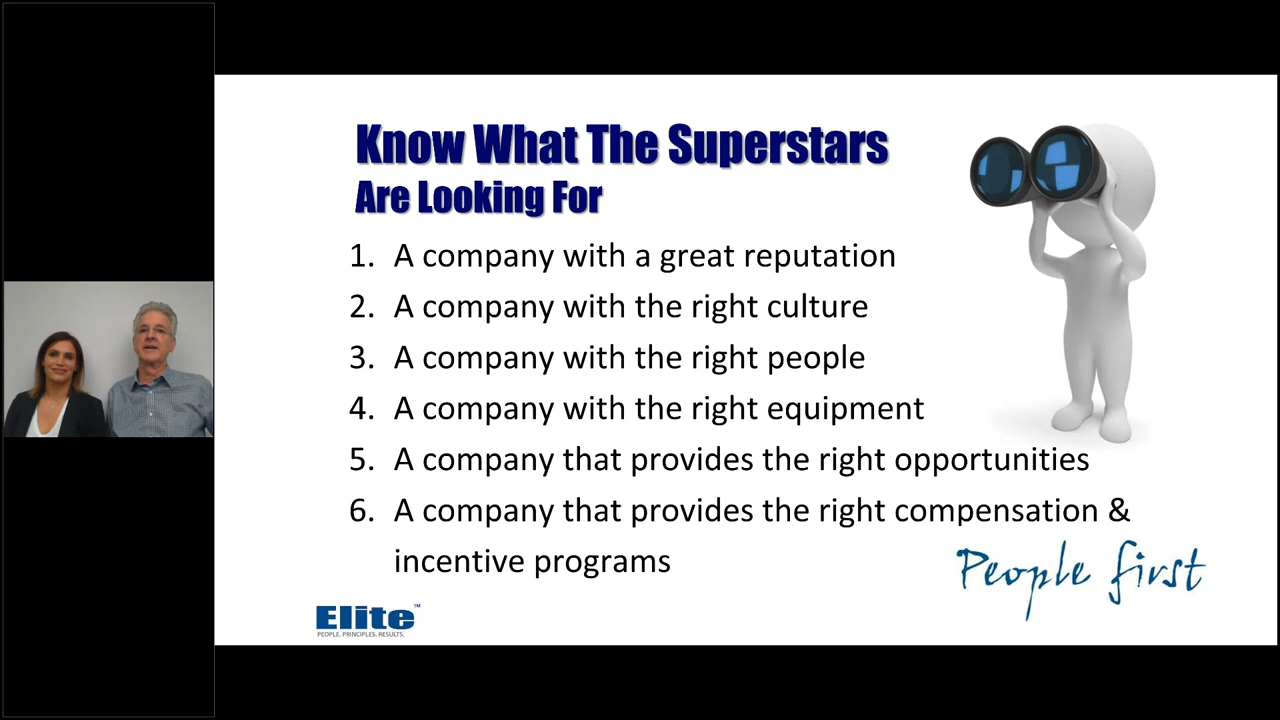 Know What The Superstars
Are Looking For
1. A company with a great reputation
2. A company with the right culture
3. A company with the right people
4. A company with the right equipment
5. A company that provides the right opportunities
6. A company that provides the right compensation &
incentive programs
People first
Elite™
PEOPLE. PRINCIPLES. RESULTS.